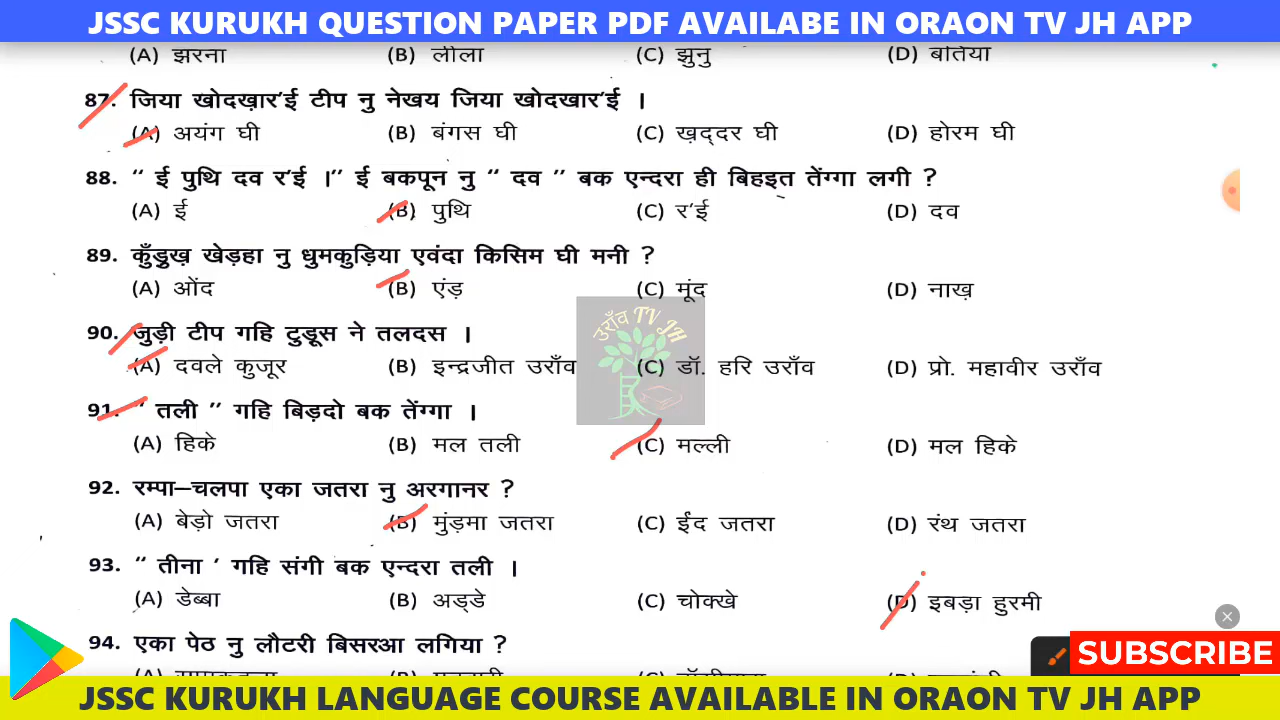 JSSC KURUKH QUESTION PAPER PDF AVAILABE IN ORAON TV JH APP
(A) झरना (B) लीला (C) झुनु (D) बतिया
87. जिया खोदख़ार'ई टीप नु नेखय जिया खोदखार'ई ।
(A) अयंग घी (B) बंगस घी (C) ख़द्दर घी (D) होरम घी
88. “ ई पुथि दव र'ई ।” ई बकपून नु “ दव ” बक एन्दरा ही बिहइत तेंग्गा लगी ?
(A) ई (B) पुथि (C) र'ई (D) दव
89. कुँड़ुख़ खेड़हा नु धुमकुड़िया एवंदा किसिम घी मनी ?
(A) ओंद (B) एंड़ (C) मूंद (D) नाख़
90. जुड़ी टीप गहि टुड़ूस ने तलदस ।
(A) दवले कुजूर (B) इन्द्रजीत उराँव (C) डॉ. हरि उराँव (D) प्रो. महावीर उराँव
उराँव TV JH
91. “ तली ” गहि बिड़दो बक तेंग्गा ।
(A) हिके (B) मल तली (C) मल्ली (D) मल हिके
92. रम्पा–चलपा एका जतरा नु अरगानर ?
(A) बेड़ो जतरा (B) मुंड़मा जतरा (C) ईंद जतरा (D) रंथ जतरा
93. “ तीना ’ गहि संगी बक एन्दरा तली ।
(A) डेब्बा (B) अड्डे (C) चोक्खे (D) इबड़ा हुरमी
94. एका पेठ नु लौटरी बिसरआ लगिया ?
SUBSCRIBE
JSSC KURUKH LANGUAGE COURSE AVAILABLE IN ORAON TV JH APP